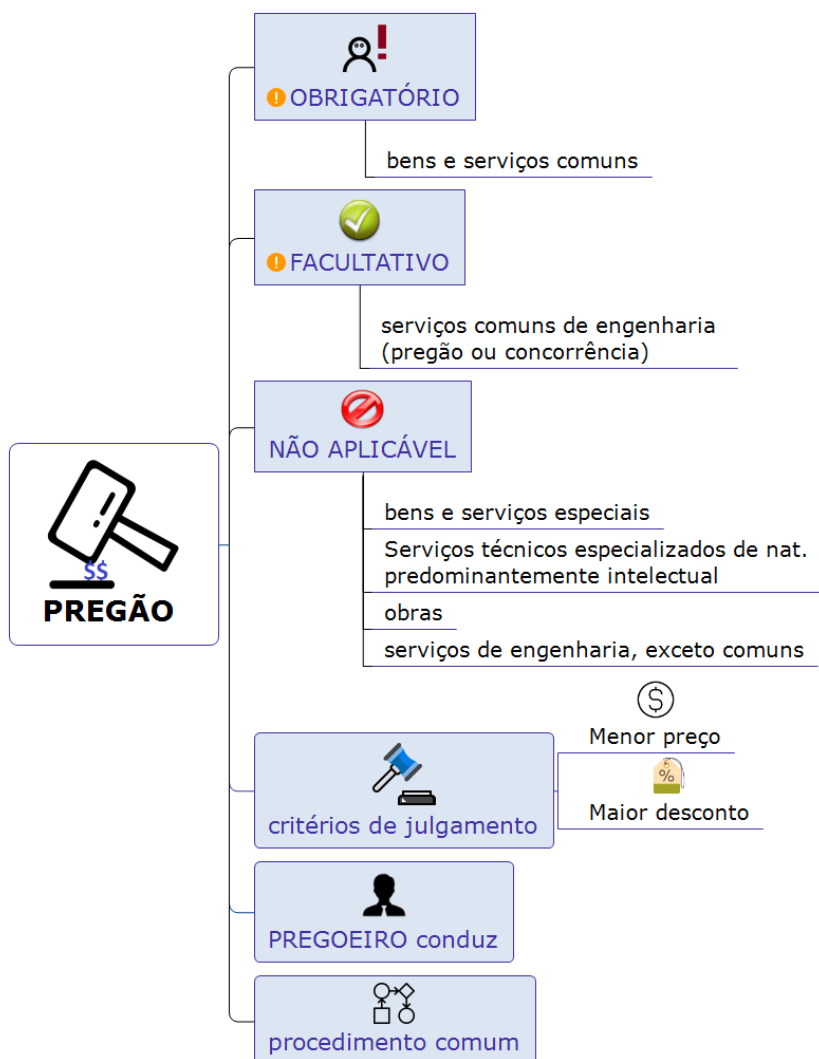 OBRIGATÓRIO
bens e serviços comuns
FACULTATIVO
serviços comuns de engenharia
(pregão ou concorrência)
NÃO APLICÁVEL
bens e serviços especiais
Serviços técnicos especializados de nat.
predominantemente intelectual
obras
serviços de engenharia, exceto comuns
$$
PREGÃO
critérios de julgamento
$
Menor preço
%
Maior desconto
PREGOEIRO conduz
procedimento comum